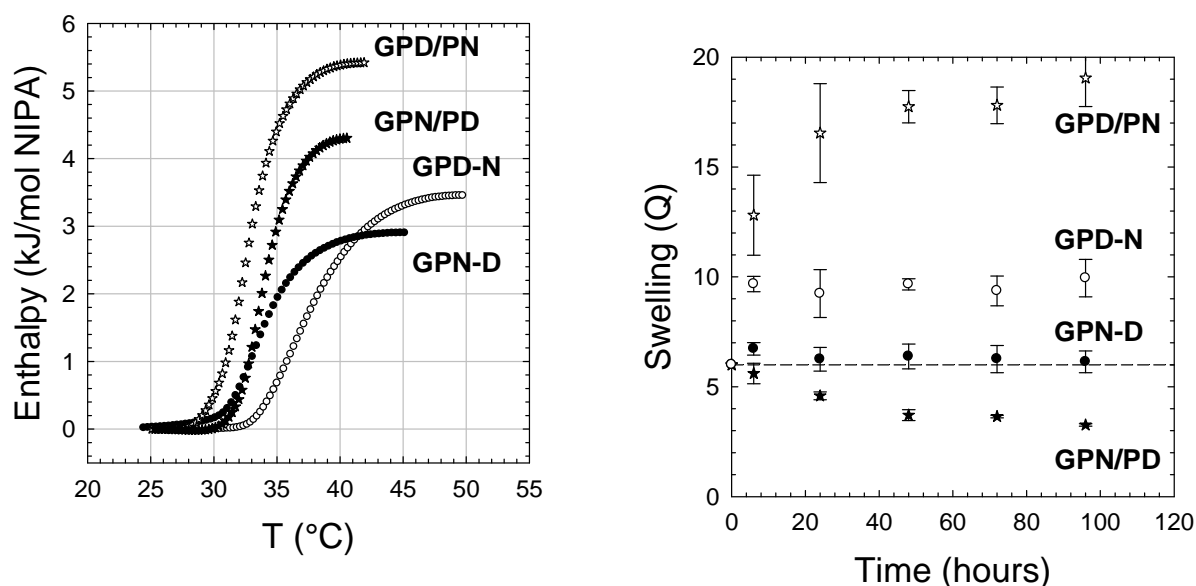 6
5
4
3
2
1
0
Enthalpy (kJ/mol NIPA)
GPD/PN
GPN/PD
GPD-N
GPN-D
20 25 30 35 40 45 50 55
T (°C)
20
15
10
5
0
Swelling (Q)
GPD/PN
GPD-N
GPN-D
GPN/PD
0 20 40 60 80 100 120
Time (hours)